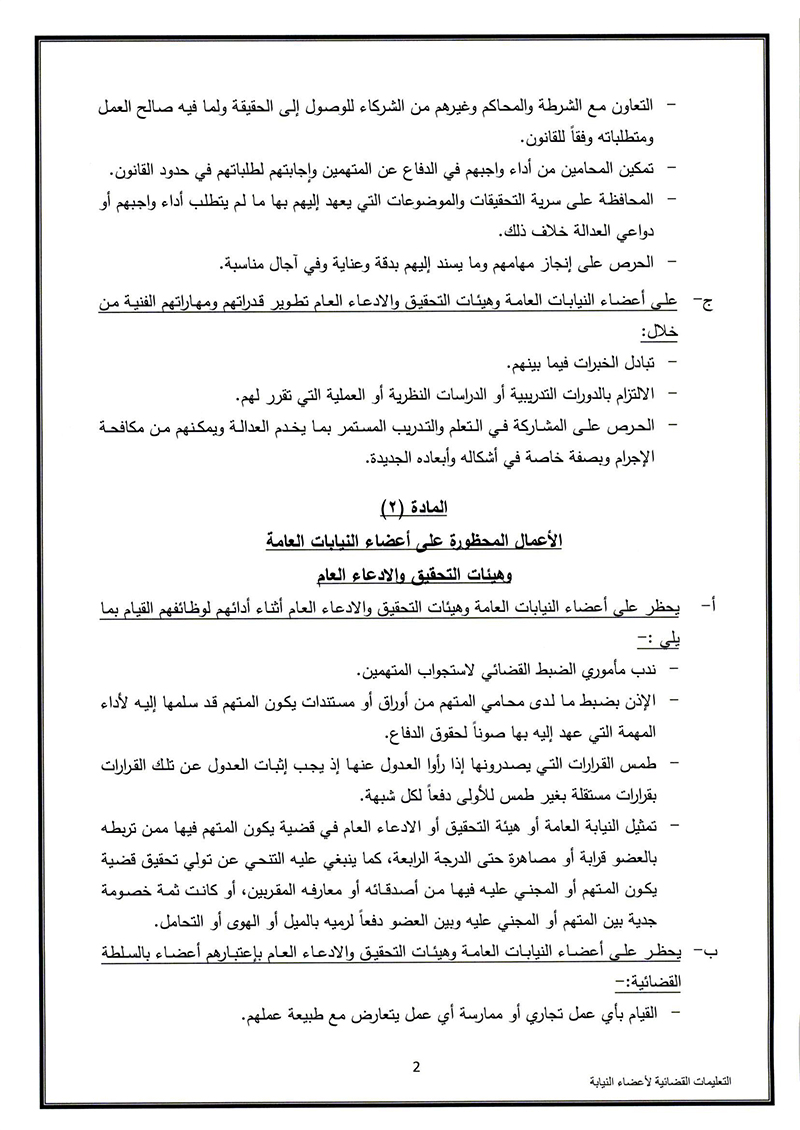 - التعاون مع الشرطة والمحاكم وغيرهم من الشركاء للوصول إلى الحقيقة ولما فيه صالح العمل
ومتطلباته وفقاً للقانون.
- تمكين المحامين من أداء واجبهم في الدفاع عن المتهمين وإجابتهم لطلباتهم في حدود القانون.
- المحافظة على سرية التحقيقات والموضوعات التي يعهد إليهم بها ما لم يتطلب أداء واجبهم أو
دواعي العدالة خلاف ذلك.
- الحرص على إنجاز مهامهم وما يسند إليهم بدقة وعناية وفي آجال مناسبة.
ج- على أعضاء النيابات العامة وهيئات التحقيق والادعاء العام تطوير قدراتهم ومهاراتهم الفنية من
خلال:
- تبادل الخبرات فيما بينهم.
- الالتزام بالدورات التدريبية أو الدراسات النظرية أو العملية التي تقرر لهم.
- الحرص على المشاركة في التعلم والتدريب المستمر بما يخدم العدالة ويمكنهم من مكافحة
الإجرام وبصفة خاصة في أشكاله وأبعاده الجديدة.
المادة (٢)
الأعمال المحظورة على أعضاء النيابات العامة
وهيئات التحقيق والادعاء العام
أ- يحظر على أعضاء النيابات العامة وهيئات التحقيق والادعاء العام أثناء أدائهم لوظائفهم القيام بما
يلي :-
- ندب مأموري الضبط القضائي لاستجواب المتهمين.
- الإذن بضبط ما لدى محامي المتهم من أوراق أو مستندات يكون المتهم قد سلمها إليه لأداء
المهمة التي عهد إليه بها صوناً لحقوق الدفاع.
- طمس القرارات التي يصدرونها إذا رأوا العدول عنها إذ يجب إثبات العدول عن تلك القرارات
بقرارات مستقلة بغير طمس للأولى دفعاً لكل شبهة.
- تمثيل النيابة العامة أو هيئة التحقيق أو الادعاء العام في قضية يكون المتهم فيها ممن تربطه
بالعضو قرابة أو مصاهرة حتى الدرجة الرابعة، كما ينبغي عليه التنحي عن تولي تحقيق قضية
يكون المتهم أو المجني عليه فيها من أصدقائه أو معارفه المقربين، أو كانت ثمة خصومة
جدية بين المتهم أو المجني عليه وبين العضو دفعاً لرميه بالميل أو الهوى أو التحامل.
ب- يحظر على أعضاء النيابات العامة وهيئات التحقيق والادعاء العام بإعتبارهم أعضاء بالسلطة
القضائية:-
- القيام بأي عمل تجاري أو ممارسة أي عمل يتعارض مع طبيعة عملهم.
2
التعليمات القضائية لأعضاء النيابة